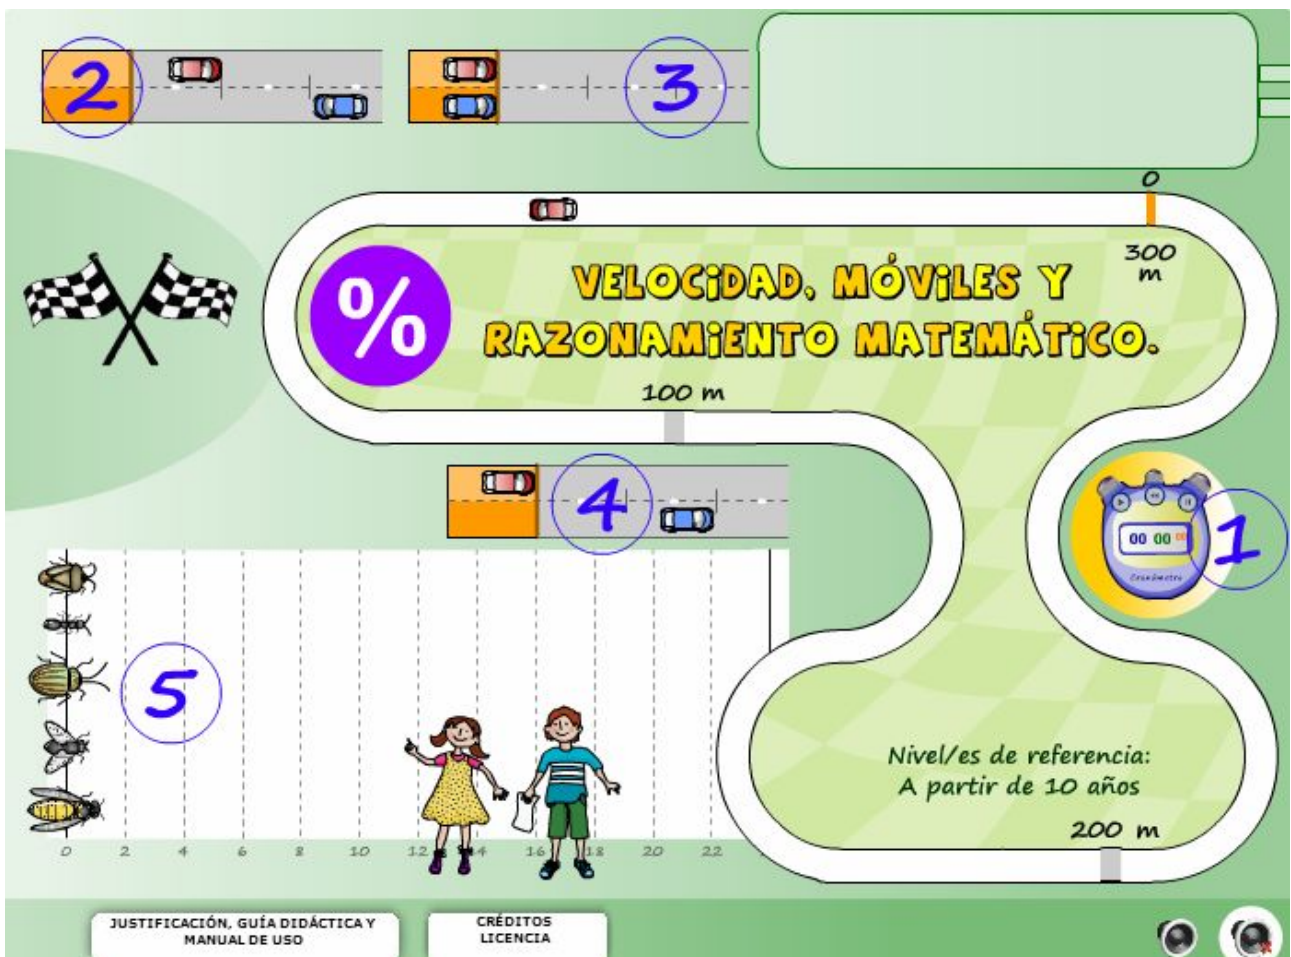 2
3
0
300
m
%
VELOCIDAD, MÓVILES Y
RAZONAMIENTO MATEMÁTICO.
100 m
4
00 00 00
Cronómetro
1
5
Nivel/es de referencia:
A partir de 10 años
200 m
0 2 4 6 8 10 12 14 16 18 20 22
JUSTIFICACIÓN, GUÍA DIDÁCTICA Y
MANUAL DE USO
CRÉDITOS
LICENCIA